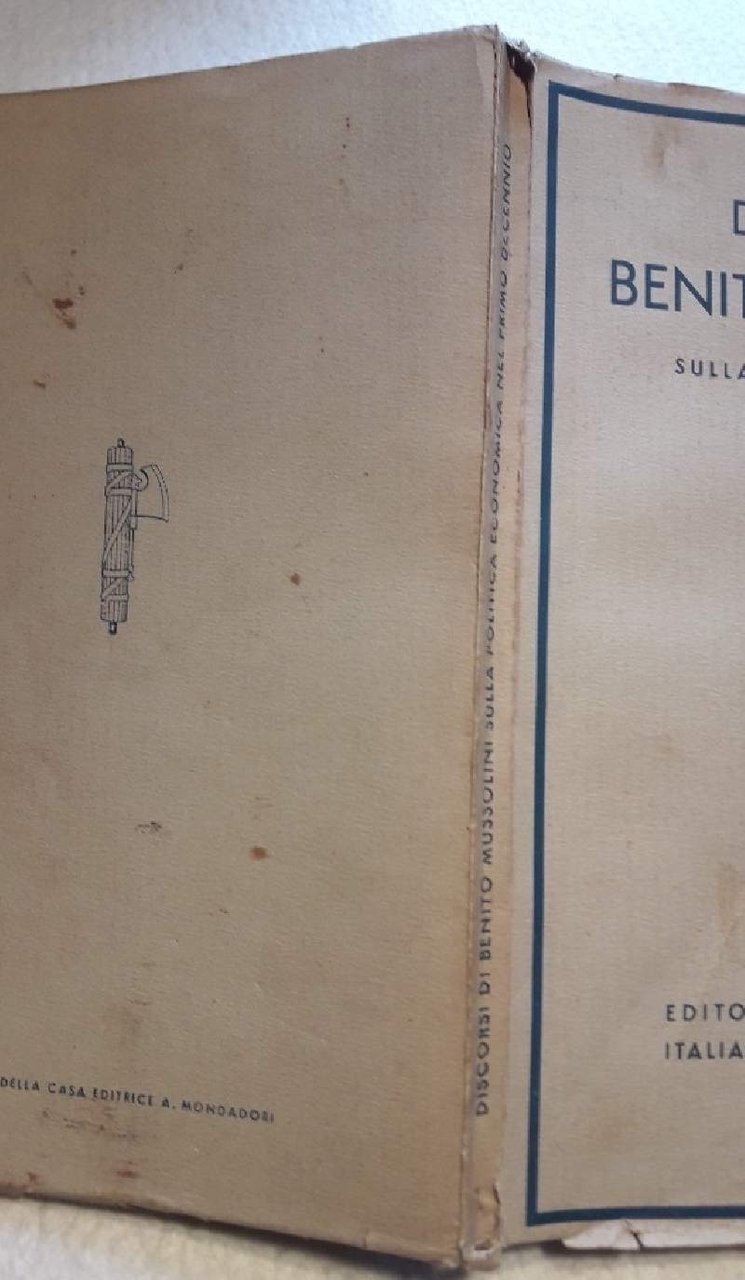 DELLA CASA EDITRICE A. MONDADORI
DISCORSI DI BENITO MUSSOLINI SULLA POLITICA ECONOMICA NEL PRIMO DECENNIO
D
BENIT
SULLA
EDITO
ITALIA